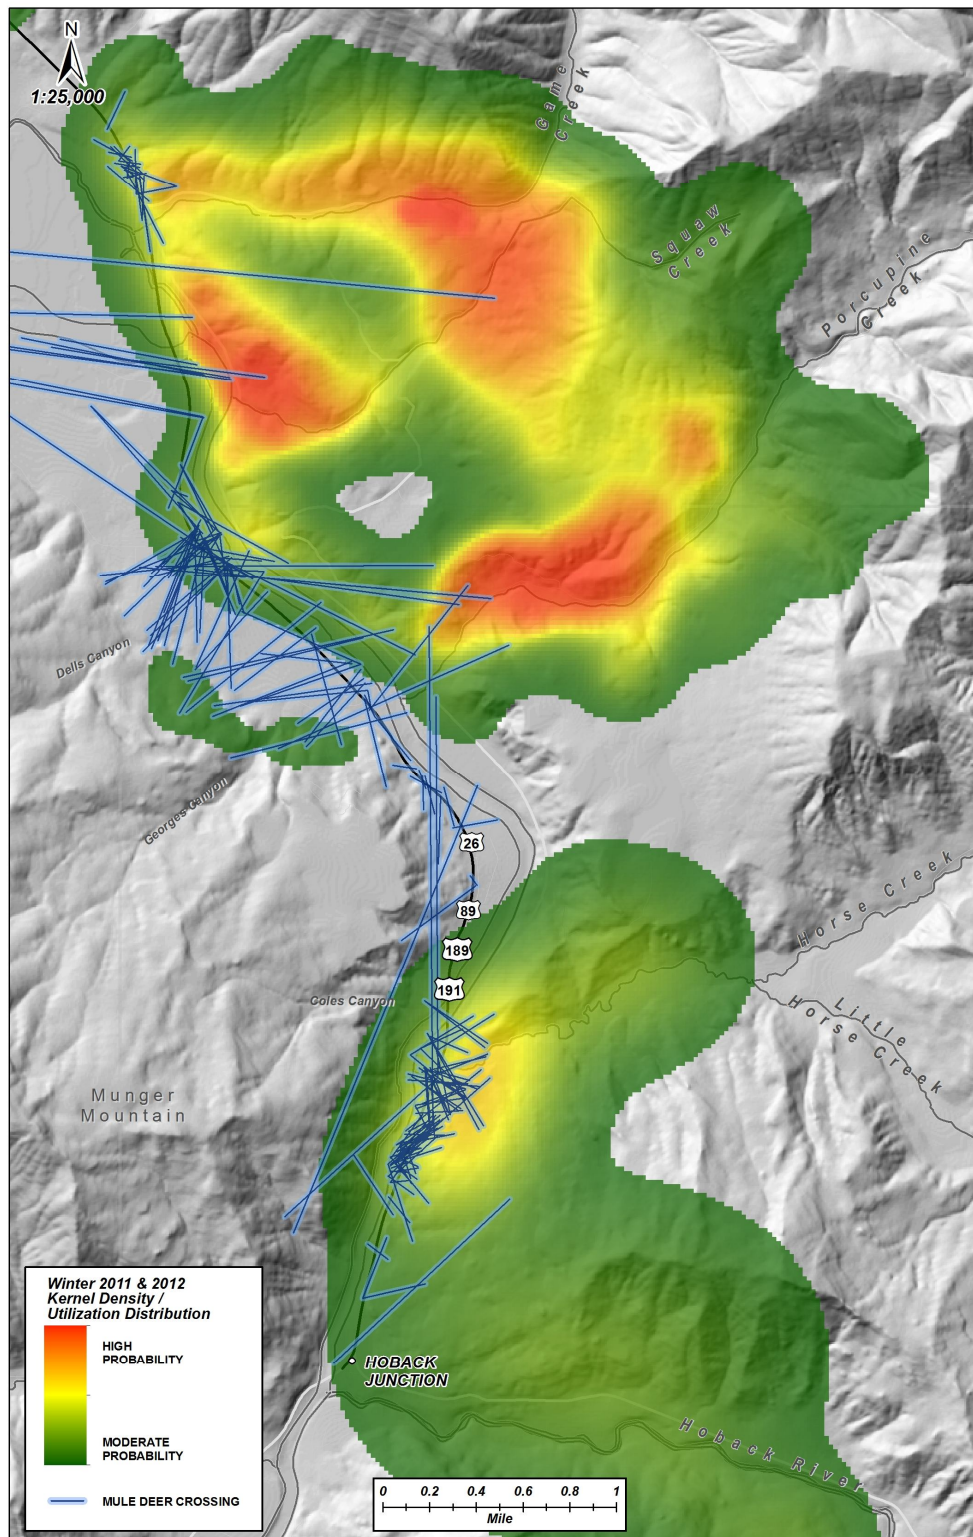 N
1:25,000
Game
Creek
Squaw
Creek
Porcupine
Creek
Dells Canyon
Georges Canyon
26
89
189
191
Horse Creek
Little
Horse Creek
Coles Canyon
Munger
Mountain
HOBACK
JUNCTION
Hoback River
Winter 2011 & 2012
Kernel Density /
Utilization Distribution
HIGH
PROBABILITY
MODERATE
PROBABILITY
MULE DEER CROSSING
0 0.2 0.4 0.6 0.8 1
Mile